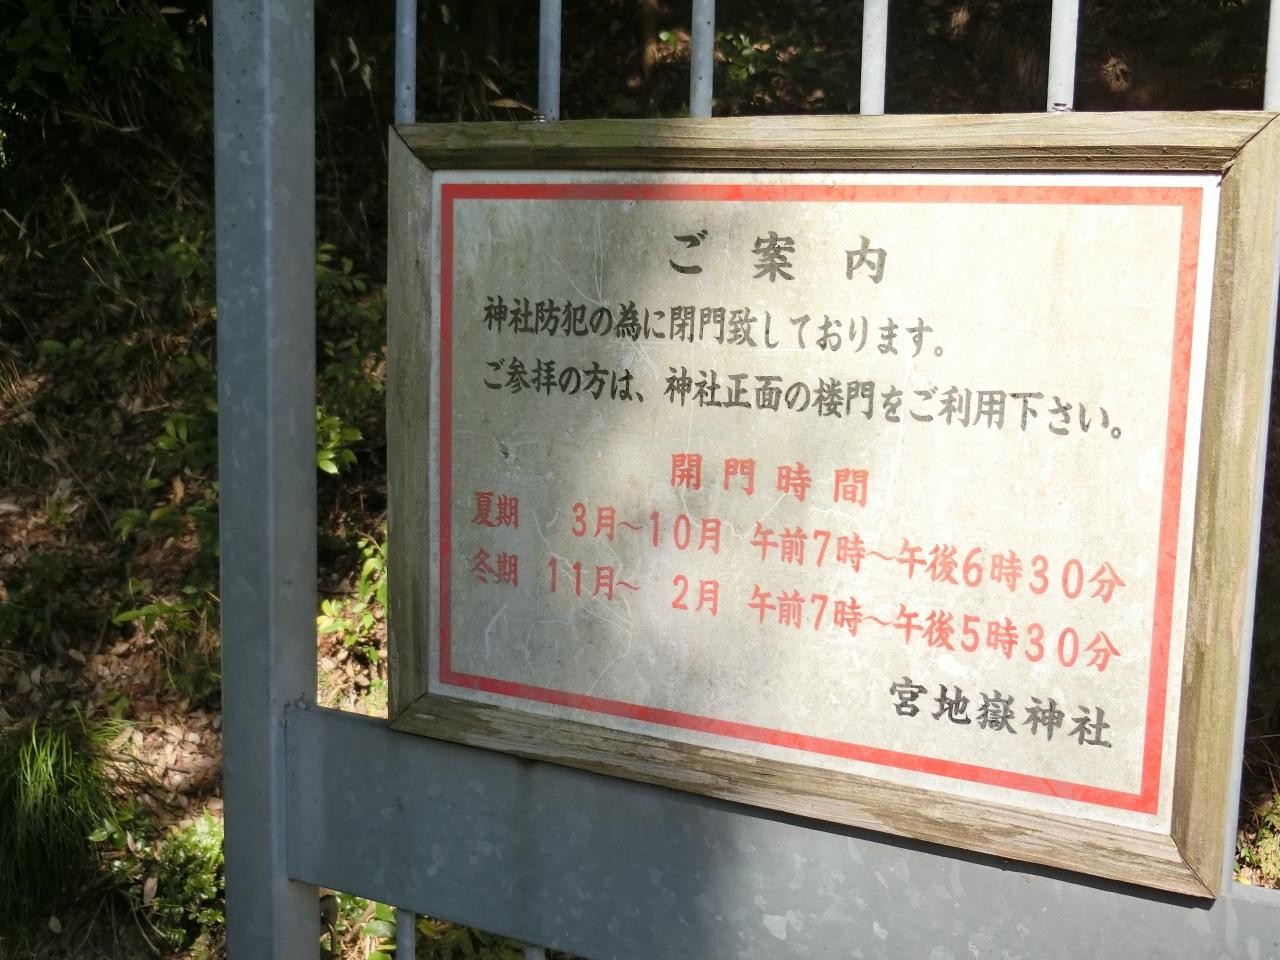 ご案内
神社防犯の為に閉門致しております。
ご参拝の方は、神社正面の楼門をご利用下さい。
開門時間
夏期 3月～10月 午前7時～午後6時30分
冬期 11月～ 2月 午前7時～午後5時30分
宮地嶽神社